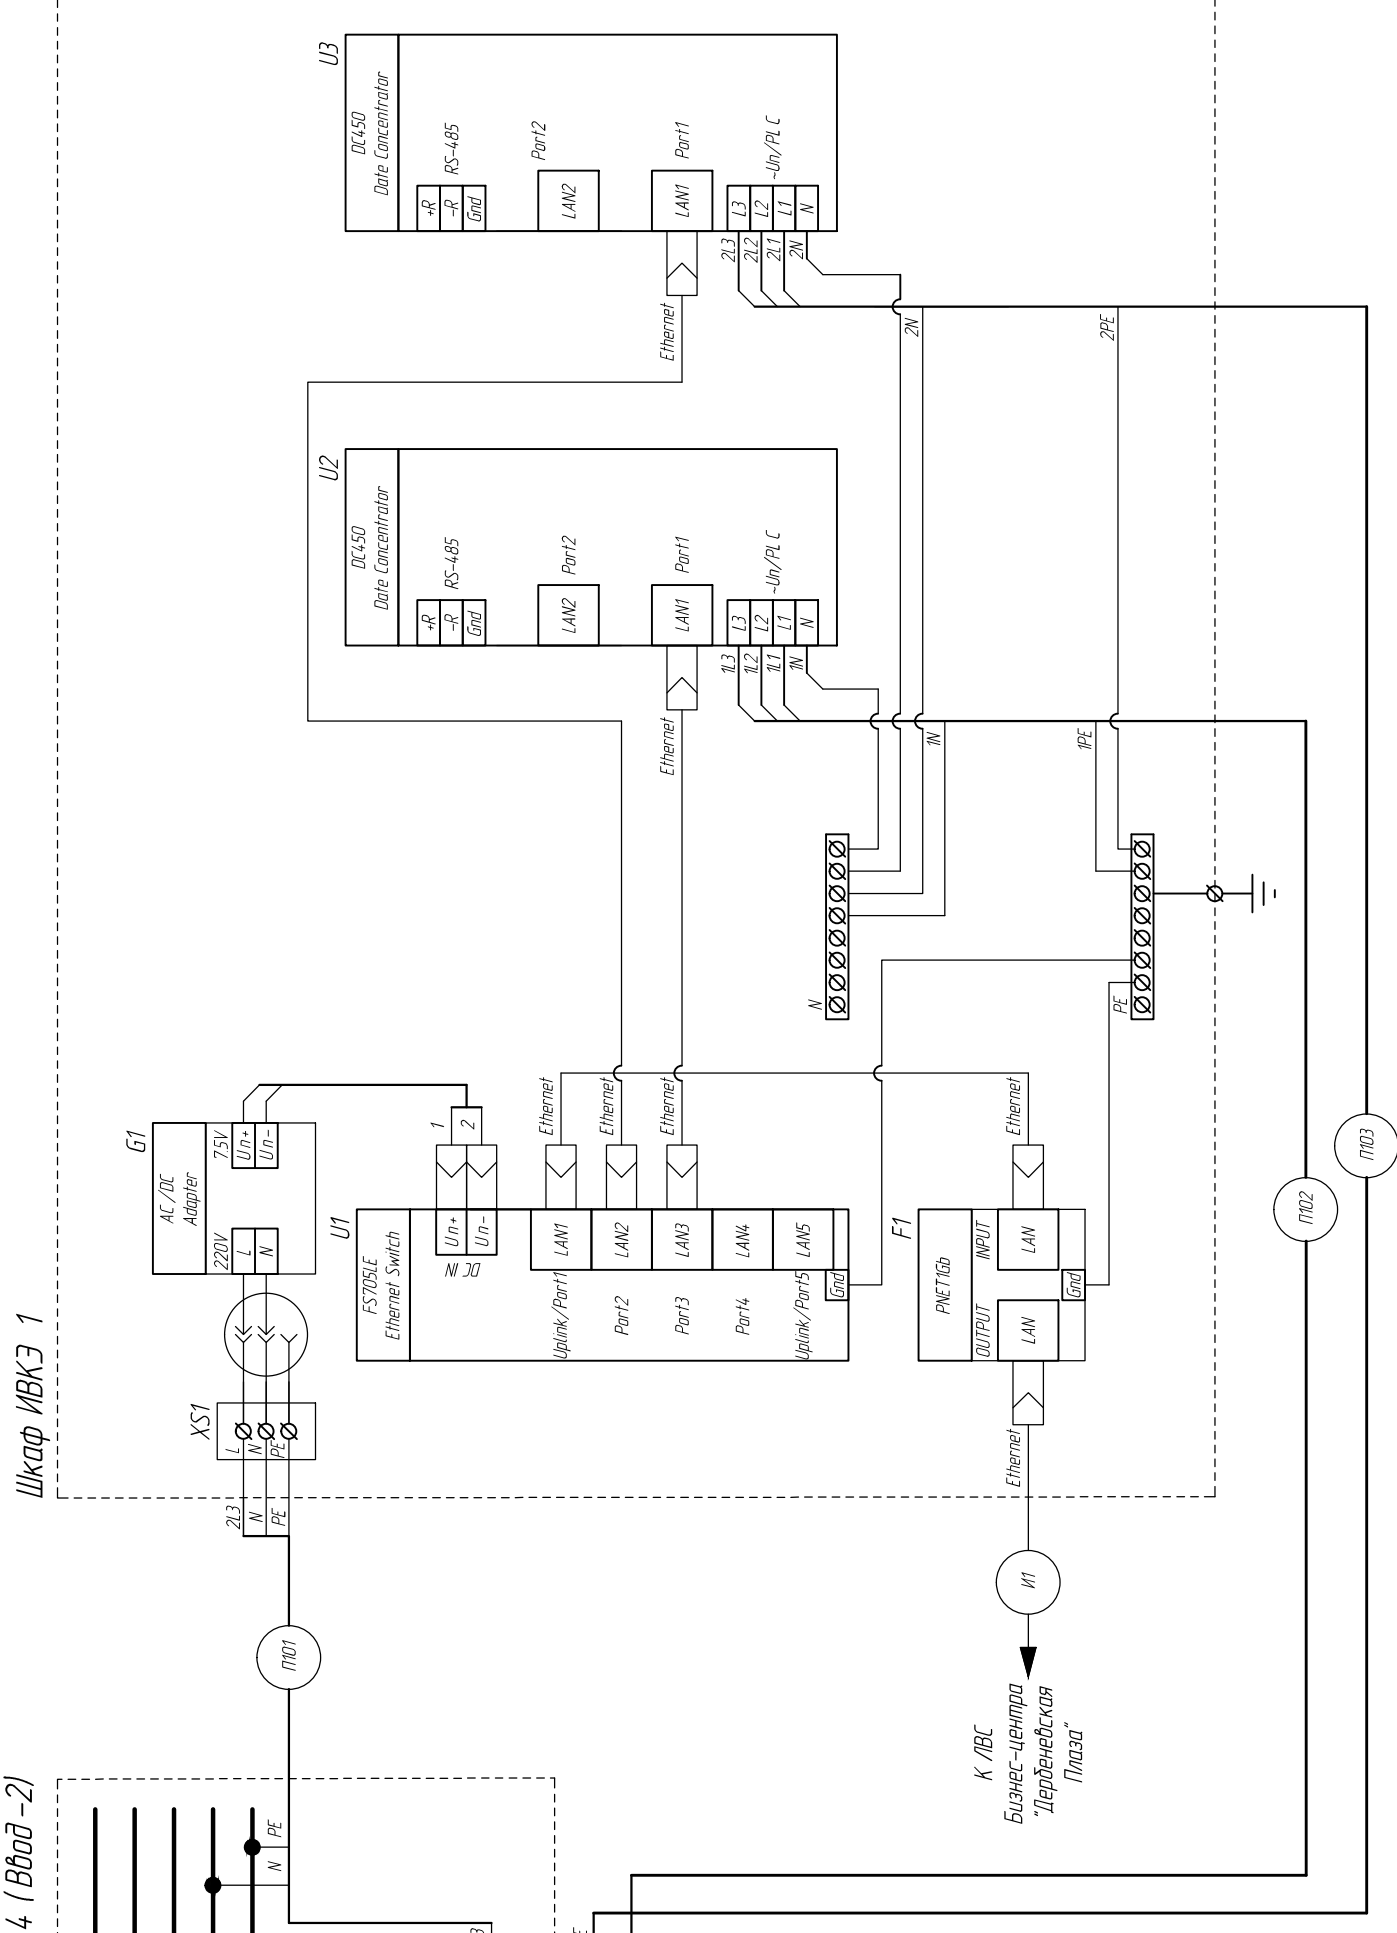 Шкаф ИВКЭ 1
4 (Ввод-2)
U3
DC450
Date Concentrator
+R
-R
Gnd
RS-485
LAN2
Port2
LAN1
Port1
L3
L2
L1
N
~Un/PLC
2L3
2L2
2L1
2N
Ethernet
2N
2PE
U2
DC450
Date Concentrator
+R
-R
Gnd
RS-485
LAN2
Port2
LAN1
Port1
L3
L2
L1
N
~Un/PLC
1L3
1L2
1L1
1N
Ethernet
1N
1PE
N
PE
G1
AC/DC
Adapter
7.5V
Un+
Un-
220V
L
N
XS1
L
N
PE
2L3
N
PE
П101
U1
FS705LE
Ethernet Switch
1
2
Un+
Un-
DC IN
Ethernet
Ethernet
Ethernet
LAN1
LAN2
LAN3
LAN4
LAN5
Uplink/Port1
Port2
Port3
Port4
Uplink/Port5
Gnd
F1
PNET1Gb
INPUT
OUTPUT
LAN
LAN
Gnd
Ethernet
Ethernet
И1
К ЛВС
Бизнес-центра
"Дербеневская
Плаза"
П102
П103
PE
N